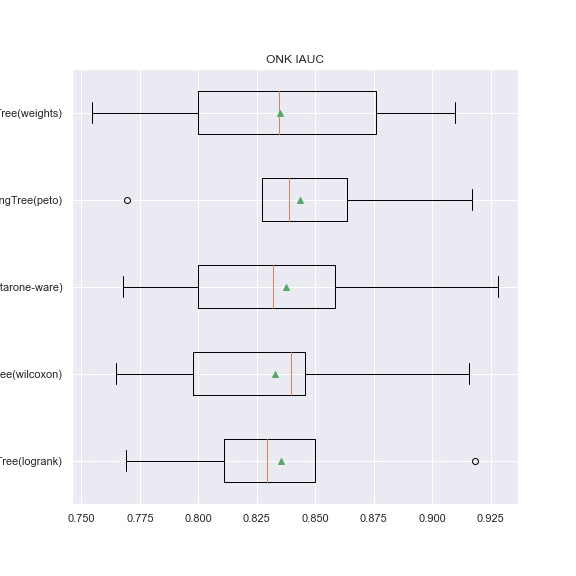 ONK IAUC
Tree(weights)
ngTree(peto)
tarone-ware)
ee(wilcoxon)
Tree(logrank)
0.750 0.775 0.800 0.825 0.850 0.875 0.900 0.925